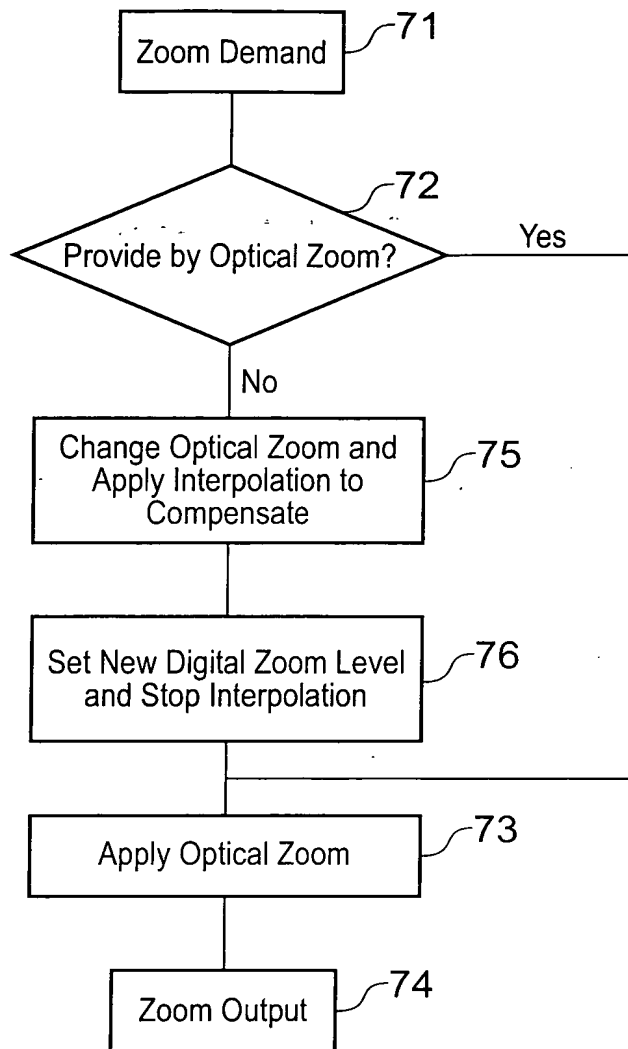 71
Zoom Demand
72
Provide by Optical Zoom?
Yes
No
Change Optical Zoom and
Apply Interpolation to
Compensate
75
Set New Digital Zoom Level
and Stop Interpolation
76
Apply Optical Zoom
73
Zoom Output
74